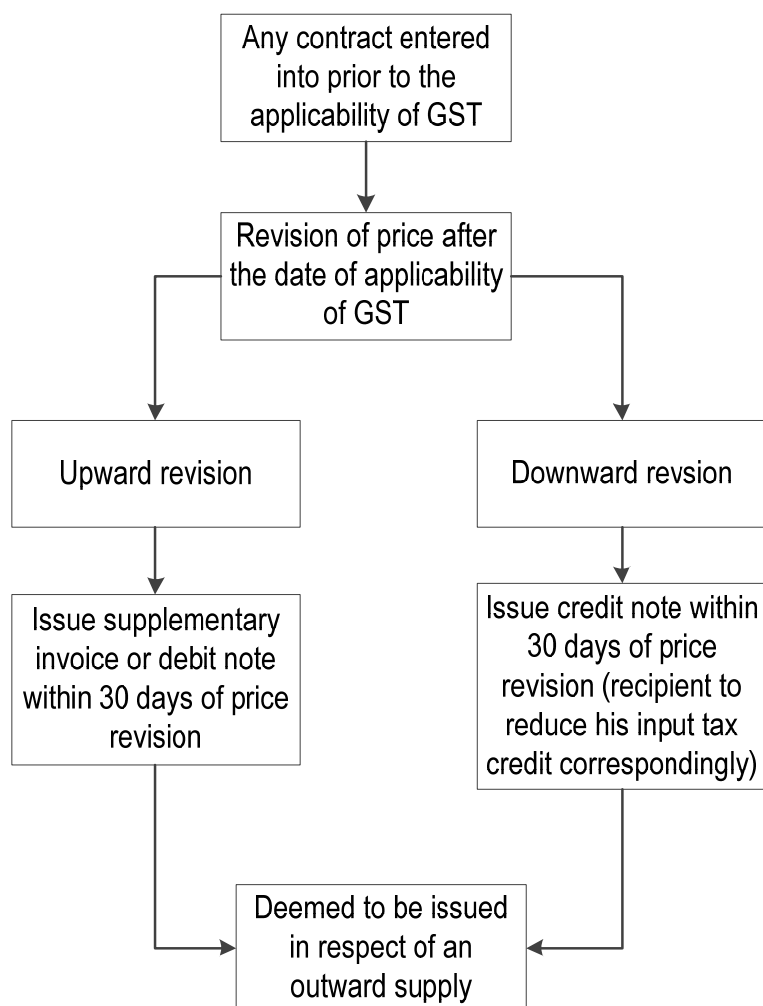 Any contract entered
into prior to the
applicability of GST
Revision of price after
the date of applicability
of GST
Upward revision
Downward revsion
Issue supplementary
invoice or debit note
within 30 days of price
revision
Issue credit note within
30 days of price
revision (recipient to
reduce his input tax
credit correspondingly)
Deemed to be issued
in respect of an
outward supply